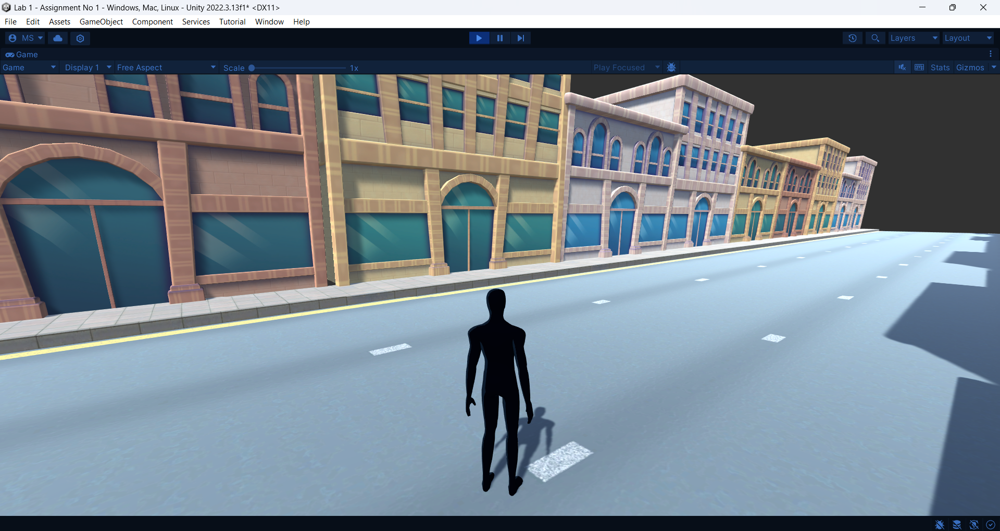 Lab 1 - Assignment No 1 - Windows, Mac, Linux - Unity 2022.3.13f1* <DX11>
File Edit Assets GameObject Component Services Tutorial Window Help
MS Layers Layout
Game
Game Display 1 Free Aspect Scale 1x Play Focused Stats Gizmos